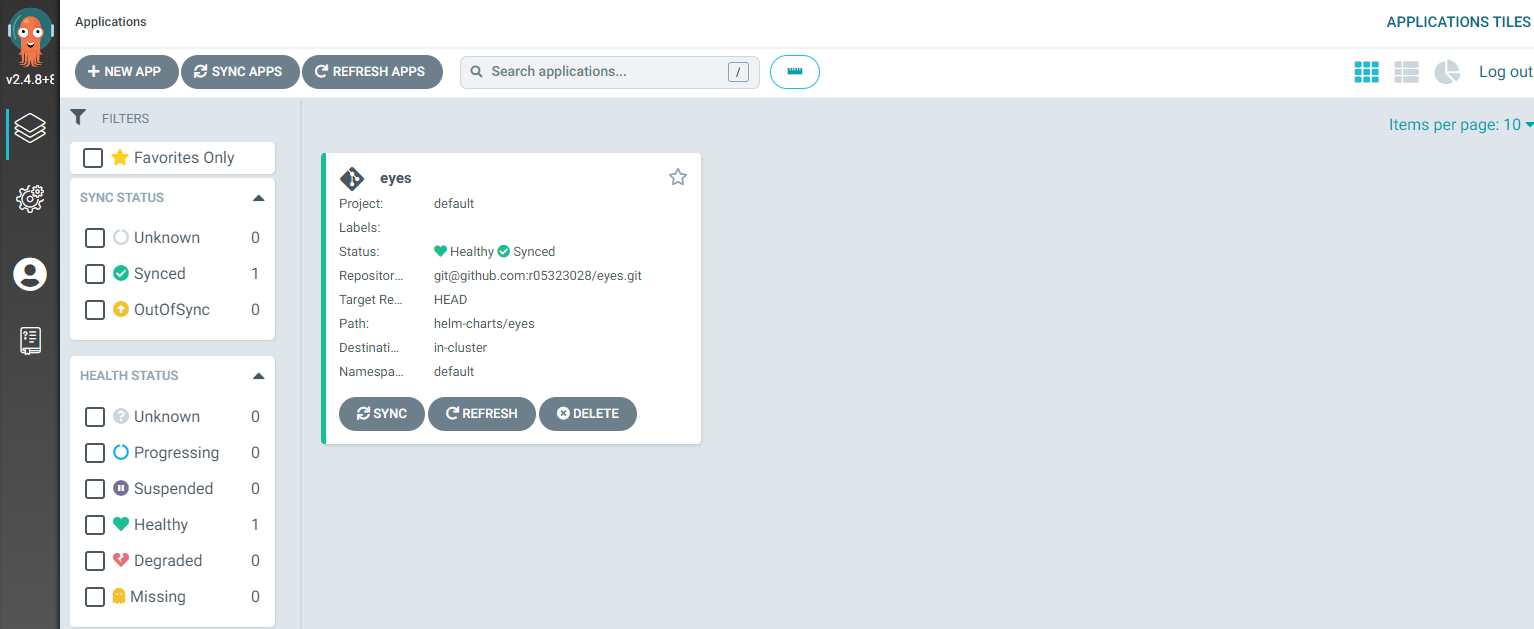 Applications
APPLICATIONS TILES
v2.4.8+8
NEW APP
SYNC APPS
REFRESH APPS
Search applications...
/
Log out
FILTERS
Items per page: 10
Favorites Only
SYNC STATUS
Unknown 0
Synced 1
OutOfSync 0
HEALTH STATUS
Unknown 0
Progressing 0
Suspended 0
Healthy 1
Degraded 0
Missing 0
eyes
Project: default
Labels:
Status: Healthy Synced
Repositor... git@github.com:r05323028/eyes.git
Target Re... HEAD
Path: helm-charts/eyes
Destinati... in-cluster
Namespa... default
SYNC
REFRESH
DELETE